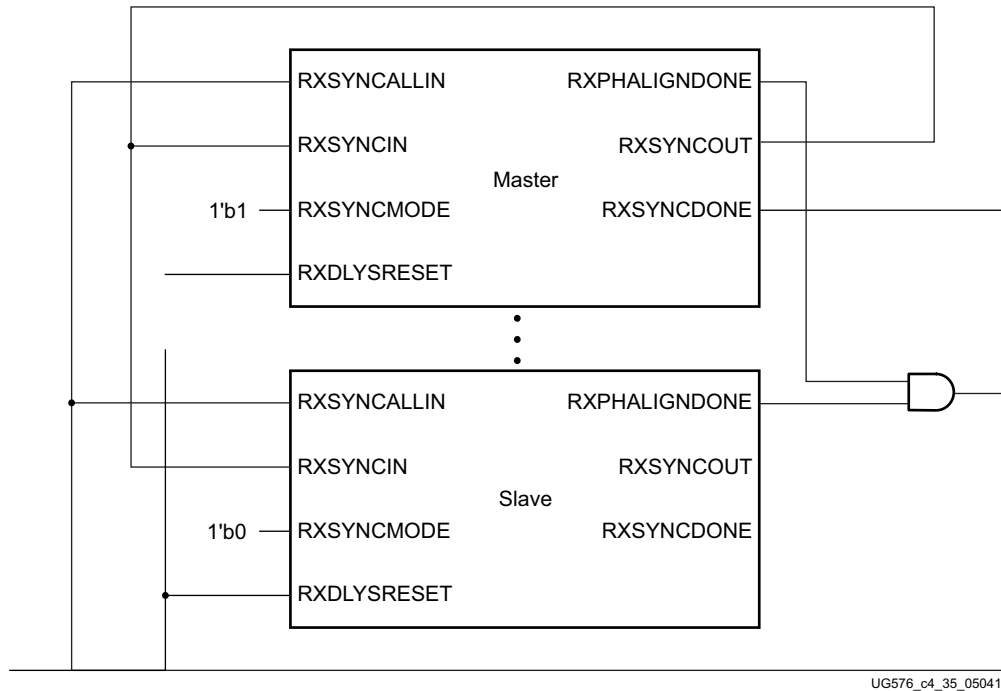 RXSYNCALLIN RXPHALIGNDONE
RXSYNCIN RXSYNCOUT
Master
1'b1 RXSYNCMODE RXSYNCDONE
RXDLYSRESET
RXSYNCALLIN RXPHALIGNDONE
RXSYNCIN RXSYNCOUT
Slave
1'b0 RXSYNCMODE RXSYNCDONE
RXDLYSRESET
UG576_c4_35_05041